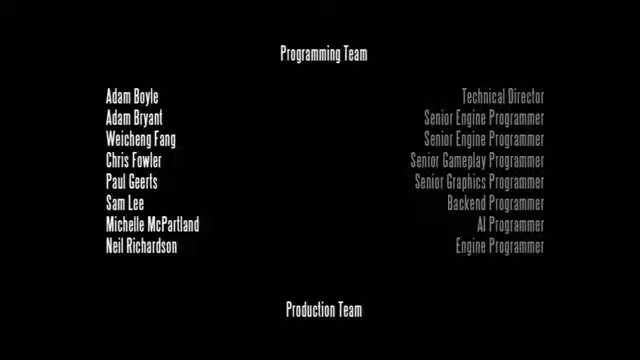 Programming Team
Adam Boyle Technical Director
Adam Bryant Senior Engine Programmer
Weicheng Fang Senior Engine Programmer
Chris Fowler Senior Gameplay Programmer
Paul Geerts Senior Graphics Programmer
Sam Lee Backend Programmer
Michelle McPartland AI Programmer
Neil Richardson Engine Programmer
Production Team